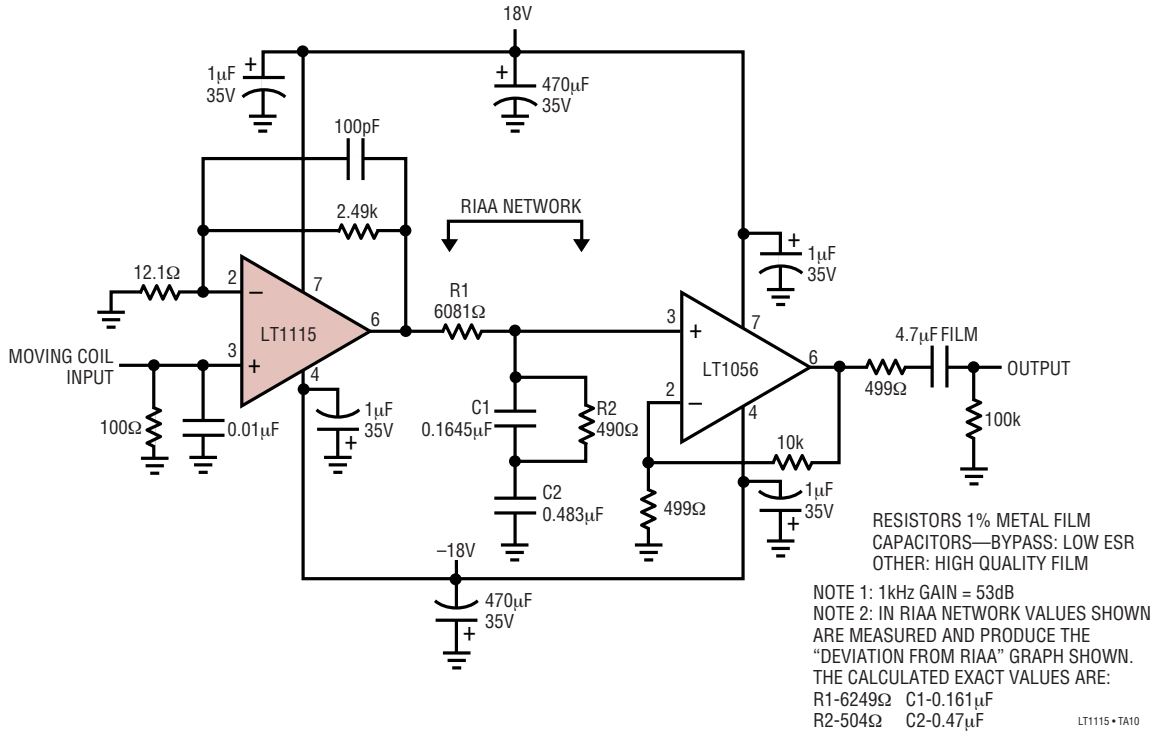 18V
1µF
35V
470µF
35V
100pF
2.49k
RIAA NETWORK
12.1Ω
2
7
LT1115
6
3
4
MOVING COIL
INPUT
100Ω
0.01µF
1µF
35V
R1
6081Ω
C1
0.1645µF
R2
490Ω
C2
0.483µF
1µF
35V
3
7
LT1056
6
2
4
4.7µF FILM
499Ω
OUTPUT
100k
10k
499Ω
1µF
35V
–18V
470µF
35V
RESISTORS 1% METAL FILM
CAPACITORS—BYPASS: LOW ESR
OTHER: HIGH QUALITY FILM
NOTE 1: 1kHz GAIN = 53dB
NOTE 2: IN RIAA NETWORK VALUES SHOWN
ARE MEASURED AND PRODUCE THE
“DEVIATION FROM RIAA” GRAPH SHOWN.
THE CALCULATED EXACT VALUES ARE:
R1-6249Ω C1-0.161µF
R2-504Ω C2-0.47µF
LT1115 • TA10